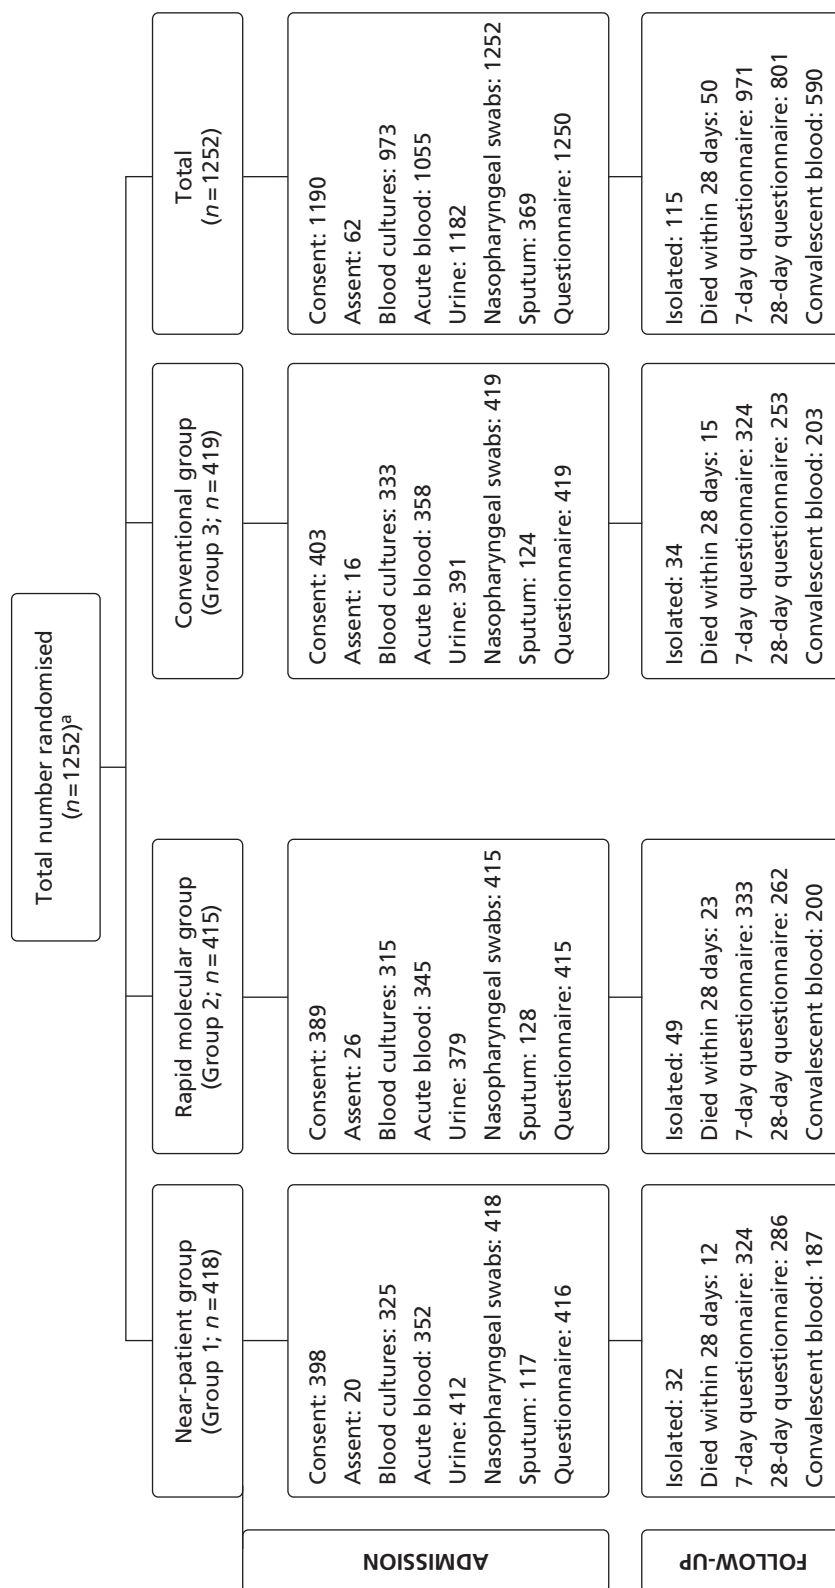 Total number randomised
(n=1252)a
Near-patient group
(Group 1; n=418)
Rapid molecular group
(Group 2; n=415)
Conventional group
(Group 3; n=419)
Total
(n=1252)
ADMISSION
Consent: 398
Assent: 20
Blood cultures: 325
Acute blood: 352
Urine: 412
Nasopharyngeal swabs: 418
Sputum: 117
Questionnaire: 416
Consent: 389
Assent: 26
Blood cultures: 315
Acute blood: 345
Urine: 379
Nasopharyngeal swabs: 415
Sputum: 128
Questionnaire: 415
Consent: 403
Assent: 16
Blood cultures: 333
Acute blood: 358
Urine: 391
Nasopharyngeal swabs: 419
Sputum: 124
Questionnaire: 419
Consent: 1190
Assent: 62
Blood cultures: 973
Acute blood: 1055
Urine: 1182
Nasopharyngeal swabs: 1252
Sputum: 369
Questionnaire: 1250
FOLLOW-UP
Isolated: 32
Died within 28 days: 12
7-day questionnaire: 324
28-day questionnaire: 286
Convalescent blood: 187
Isolated: 49
Died within 28 days: 23
7-day questionnaire: 333
28-day questionnaire: 262
Convalescent blood: 200
Isolated: 34
Died within 28 days: 15
7-day questionnaire: 324
28-day questionnaire: 253
Convalescent blood: 203
Isolated: 115
Died within 28 days: 50
7-day questionnaire: 971
28-day questionnaire: 801
Convalescent blood: 590